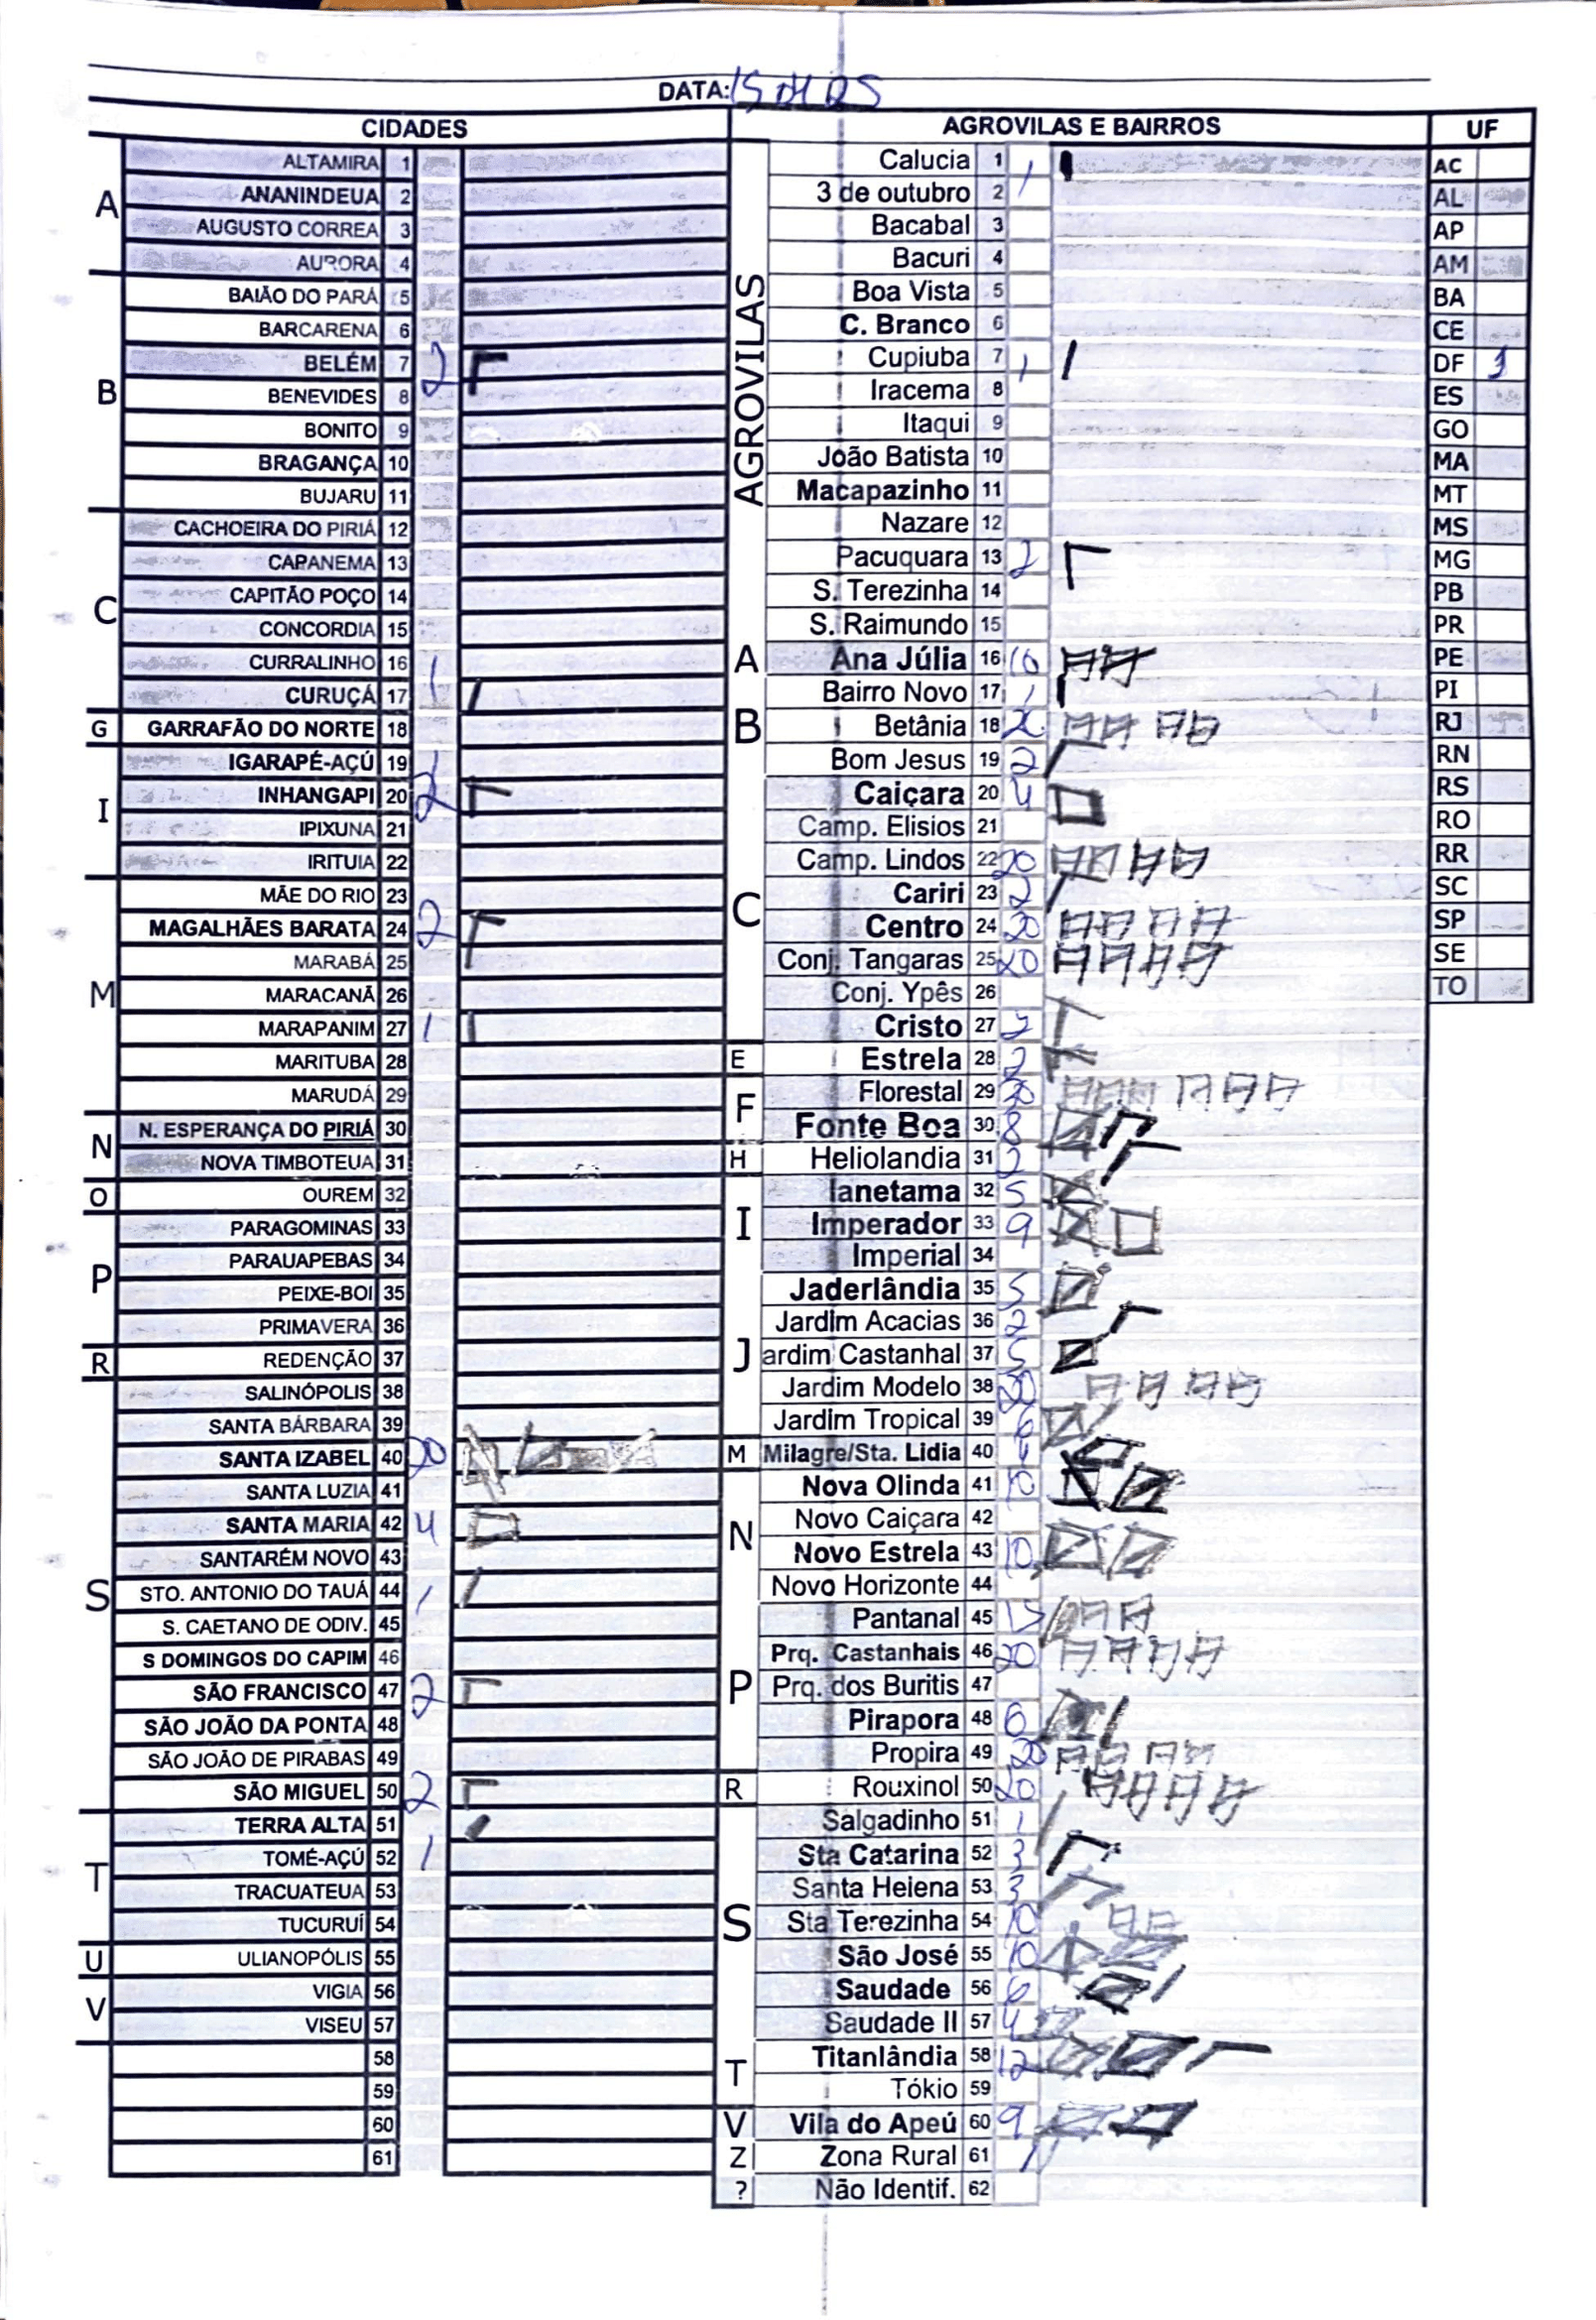 DATA:
CIDADES
A
ALTAMIRA 1
ANANINDEUA 2
AUGUSTO CORREA 3
AURORA 4
B
BAIÃO DO PARÁ 5
BARCARENA 6
BELÉM 7 2
BENEVIDES 8
BONITO 9
BRAGANÇA 10
BUJARU 11
C
CACHOEIRA DO PIRIÁ 12
CAPANEMA 13
CAPITÃO POÇO 14
CONCORDIA 15
CURRALINHO 16
CURUÇÁ 17 1
G
GARRAFÃO DO NORTE 18
I
IGARAPÉ-AÇÚ 19 1
INHANGAPI 20 2
IPIXUNA 21
IRITUIA 22
M
MÃE DO RIO 23
MAGALHÃES BARATA 24 2
MARABÁ 25
MARACANÃ 26
MARAPANIM 27 1
MARITUBA 28
MARUDÁ 29
N
N. ESPERANÇA DO PIRIÁ 30
NOVA TIMBOTEUA 31
O
OUREM 32
P
PARAGOMINAS 33
PARAUAPEBAS 34
PEIXE-BOI 35
PRIMAVERA 36
R
REDENÇÃO 37
S
SALINÓPOLIS 38
SANTA BÁRBARA 39
SANTA IZABEL 40 20
SANTA LUZIA 41
SANTA MARIA 42 4
SANTARÉM NOVO 43
STO. ANTONIO DO TAUÁ 44 1
S. CAETANO DE ODIV. 45
S DOMINGOS DO CAPIM 46
SÃO FRANCISCO 47 2
SÃO JOÃO DA PONTA 48
SÃO JOÃO DE PIRABAS 49
SÃO MIGUEL 50 2
T
TERRA ALTA 51
TOMÉ-AÇÚ 52 1
TRACUATEUA 53
TUCURUÍ 54
U
ULIANOPÓLIS 55
V
VIGIA 56
VISEU 57
58
59
60
61
AGROVILAS E BAIRROS
AGROVILAS
Calucia 1 1
3 de outubro 2
Bacabal 3
Bacuri 4
Boa Vista 5
C. Branco 6
Cupiuba 7 1
Iracema 8
Itaqui 9
João Batista 10
Macapazinho 11
Nazare 12
Pacuquara 13 2
S. Terezinha 14
S. Raimundo 15
A
Ana Júlia 16 10
B
Bairro Novo 17 1
Betânia 18
Bom Jesus 19 2
C
Caiçara 20 4
Camp. Elisios 21
Camp. Lindos 22 20
Cariri 23 2
Centro 24 20
Conj. Tangaras 25 20
Conj. Ypês 26
Cristo 27 2
E
Estrela 28 2
F
Florestal 29
Fonte Boa 30 8
H
Heliolandia 31 2
I
Ianetama 32 5
Imperador 33 9
Imperial 34
J
Jaderlândia 35 5
Jardim Acacias 36 2
ardim Castanhal 37 5
Jardim Modelo 38 20
Jardim Tropical 39 6
M
Milagre/Sta. Lidia 40 4
N
Nova Olinda 41 10
Novo Caiçara 42
Novo Estrela 43 10
Novo Horizonte 44
P
Pantanal 45 15
Prq. Castanhais 46 20
Prq. dos Buritis 47
Pirapora 48 6
Propira 49 20
R
Rouxinol 50 20
S
Salgadinho 51 1
Sta Catarina 52 3
Santa Helena 53 3
Sta Terezinha 54 10
São José 55 10
Saudade 56 6
Saudade II 57 4
T
Titanlândia 58 12
Tókio 59
V
Vila do Apeú 60 9
Z
Zona Rural 61
?
Não Identif. 62
UF
AC
AL
AP
AM
BA
CE
DF
ES
GO
MA
MT
MS
MG
PB
PR
PE
PI
RJ
RN
RS
RO
RR
SC
SP
SE
TO